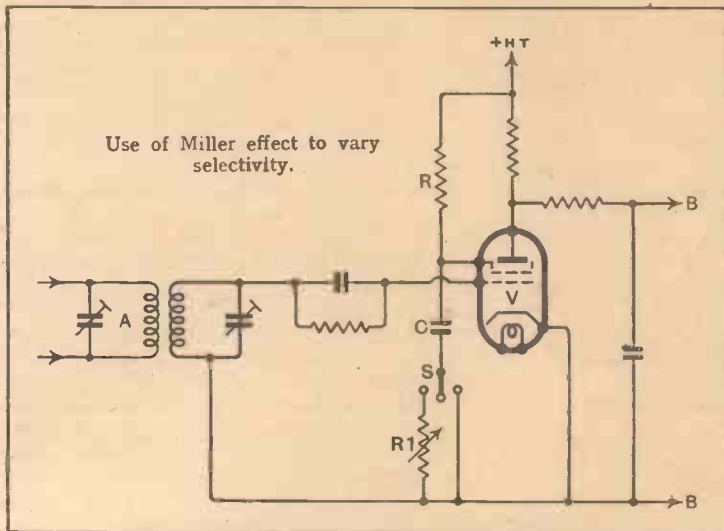 +HT
Use of Miller effect to vary
selectivity.
R
B
A
V
C
S
R1
B